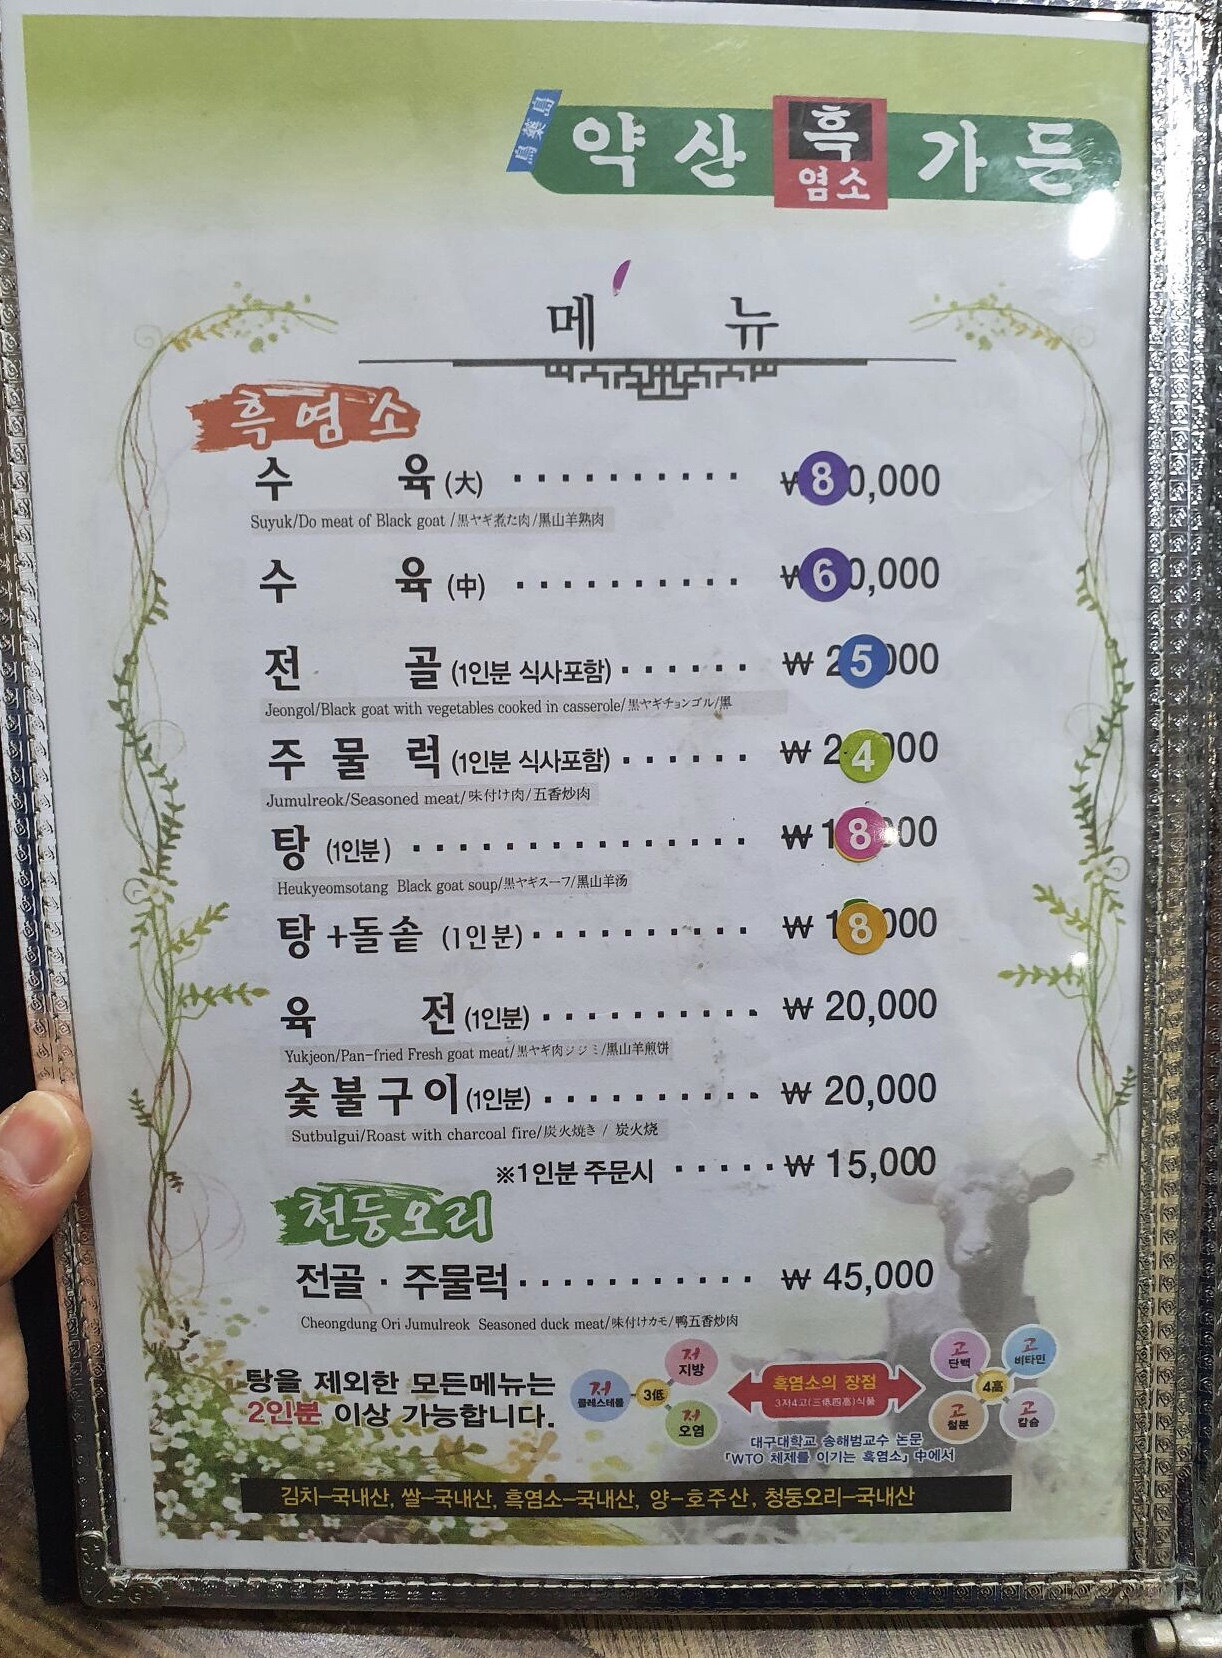 鳥藥島 약산 흑염소 가든
메 뉴
흑염소
수 육 (大) ₩ 80,000
Suyuk/Do meat of Black goat /黒ヤギ煮た肉/黑山羊熟肉
수 육 (中) ₩ 60,000
전 골 (1인분 식사포함) ₩ 25,000
Jeongol/Black goat with vegetables cooked in casserole/黒ヤギチョンゴル/黑
주 물 럭 (1인분 식사포함) ₩ 24,000
Jumulreok/Seasoned meat/味付け肉/五香炒肉
탕 (1인분) ₩ 18,000
Heukyeomsotang Black goat soup/黒ヤギスープ/黑山羊汤
탕+돌솥 (1인분) ₩ 18,000
육 전 (1인분) ₩ 20,000
Yukjeon/Pan-fried Fresh goat meat/黒ヤギ肉ジジミ/黑山羊煎饼
숯불구이 (1인분) ₩ 20,000
Sutbulgui/Roast with charcoal fire/炭火焼き / 炭火烧
※1인분 주문시 ₩ 15,000
천둥오리
전골 · 주물럭 ₩ 45,000
Cheongdung Ori Jumulreok Seasoned duck meat/味付けカモ/鸭五香炒肉
탕을 제외한 모든메뉴는
2인분 이상 가능합니다.
저 콜레스테롤
3低
저 지방
저 오염
흑염소의 장점
3저4고(三低四高)식품
고 단백
고 비타민
4高
고 철분
고 칼슘
대구대학교 송해범교수 논문
「WTO 체제를 이기는 흑염소」 中에서
김치-국내산, 쌀-국내산, 흑염소-국내산, 양-호주산, 청둥오리-국내산